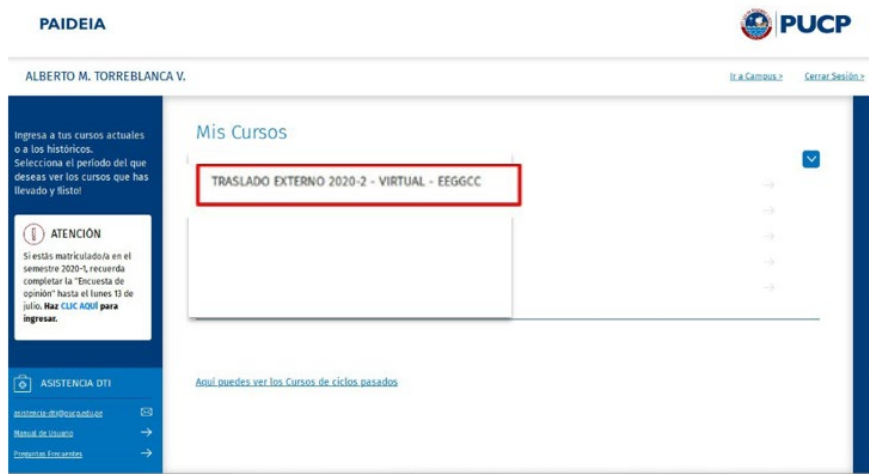 PAIDEIA
PUCP
ALBERTO M. TORREBLANCA V.
Ir a Campus >
Cerrar Sesión >
Ingresa a tus cursos actuales
o a los históricos.
Selecciona el período del que
deseas ver los cursos que has
llevado y ¡listo!
ATENCIÓN
Si estás matriculado/a en el
semestre 2020-1, recuerda
completar la "Encuesta de
opinión" hasta el lunes 13 de
julio. Haz CLIC AQUÍ para
ingresar.
ASISTENCIA DTI
asistencia-dti@pucp.edu.pe
Manual de Usuario
Preguntas Frecuentes
Mis Cursos
TRASLADO EXTERNO 2020-2 - VIRTUAL - EEGGCC
Aquí puedes ver los Cursos de ciclos pasados